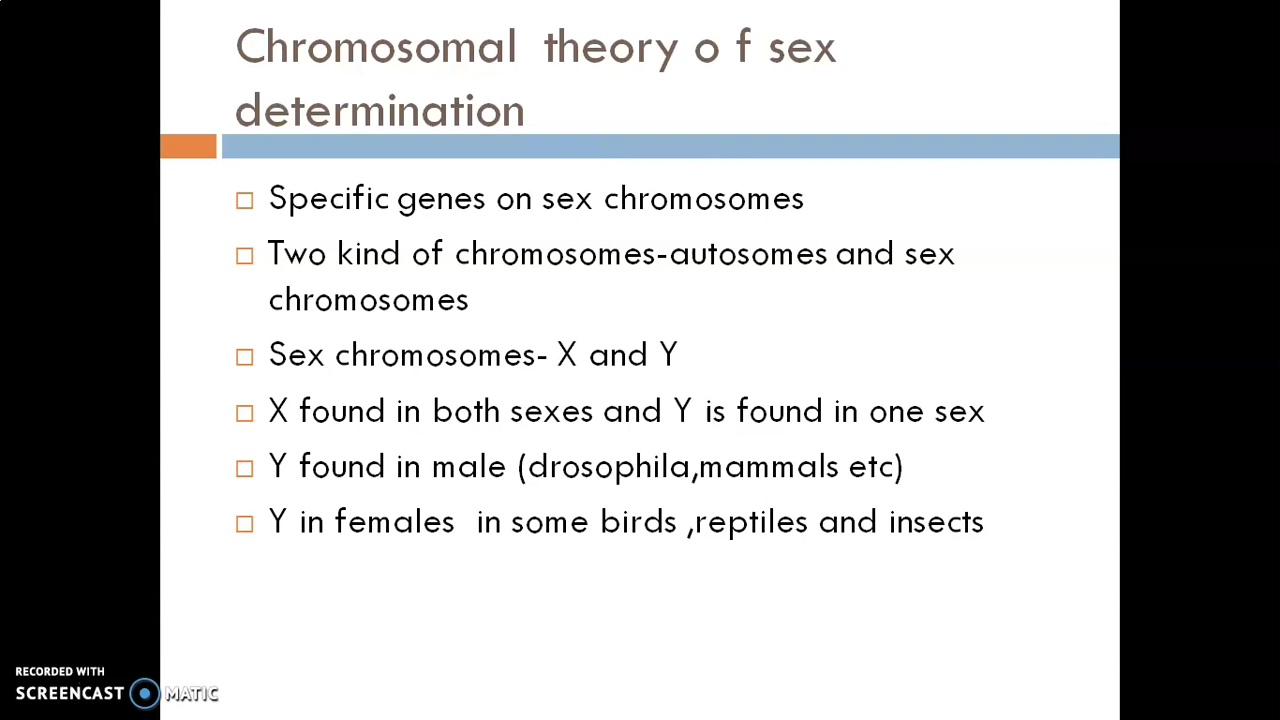 Chromosomal theory o f sex
determination
Specific genes on sex chromosomes
Two kind of chromosomes-autosomes and sex
chromosomes
Sex chromosomes- X and Y
X found in both sexes and Y is found in one sex
Y found in male (drosophila,mammals etc)
Y in females in some birds ,reptiles and insects
RECORDED WITH
SCREENCAST MATIC